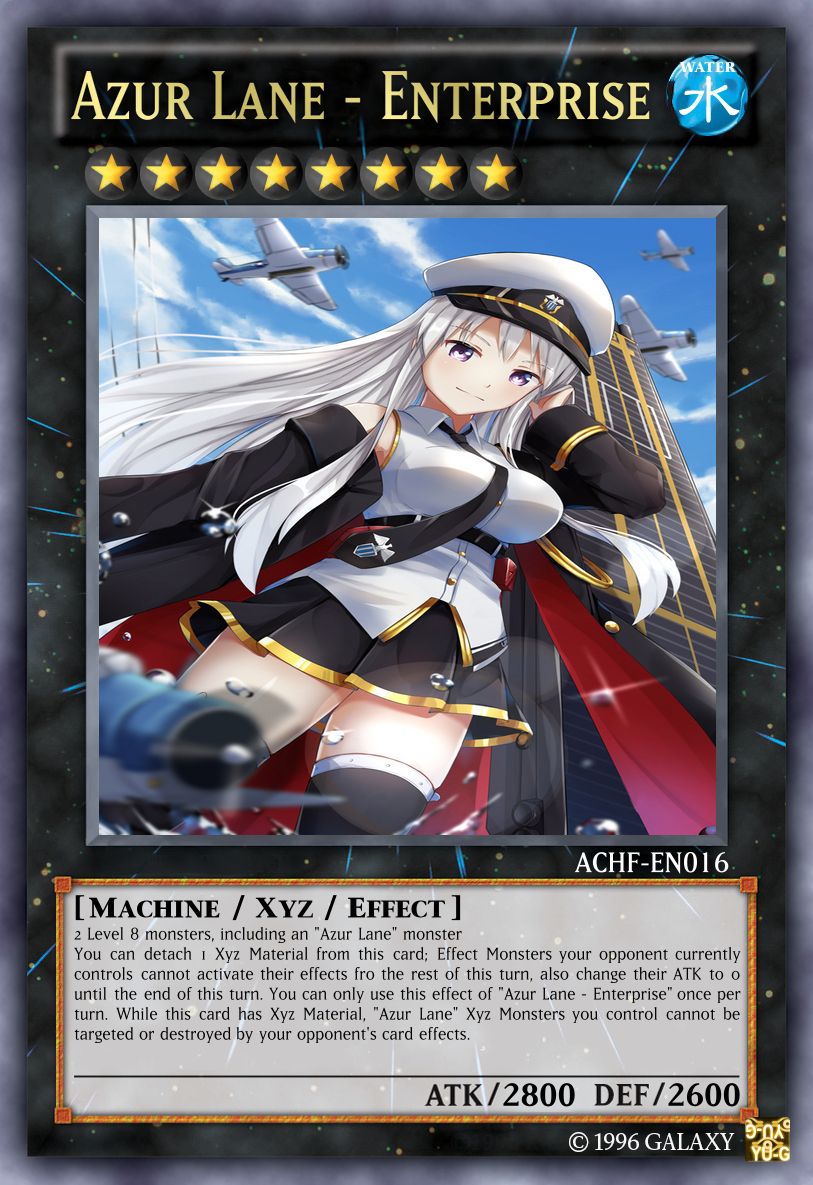 AZUR LANE - ENTERPRISE
WATER
水
ACHF-EN016
[MACHINE / XYZ / EFFECT]
2 Level 8 monsters, including an "Azur Lane" monster
You can detach 1 Xyz Material from this card; Effect Monsters your opponent currently
controls cannot activate their effects fro the rest of this turn, also change their ATK to 0
until the end of this turn. You can only use this effect of "Azur Lane - Enterprise" once per
turn. While this card has Xyz Material, "Azur Lane" Xyz Monsters you control cannot be
targeted or destroyed by your opponent's card effects.
ATK/2800 DEF/2600
© 1996 GALAXY
YU-G